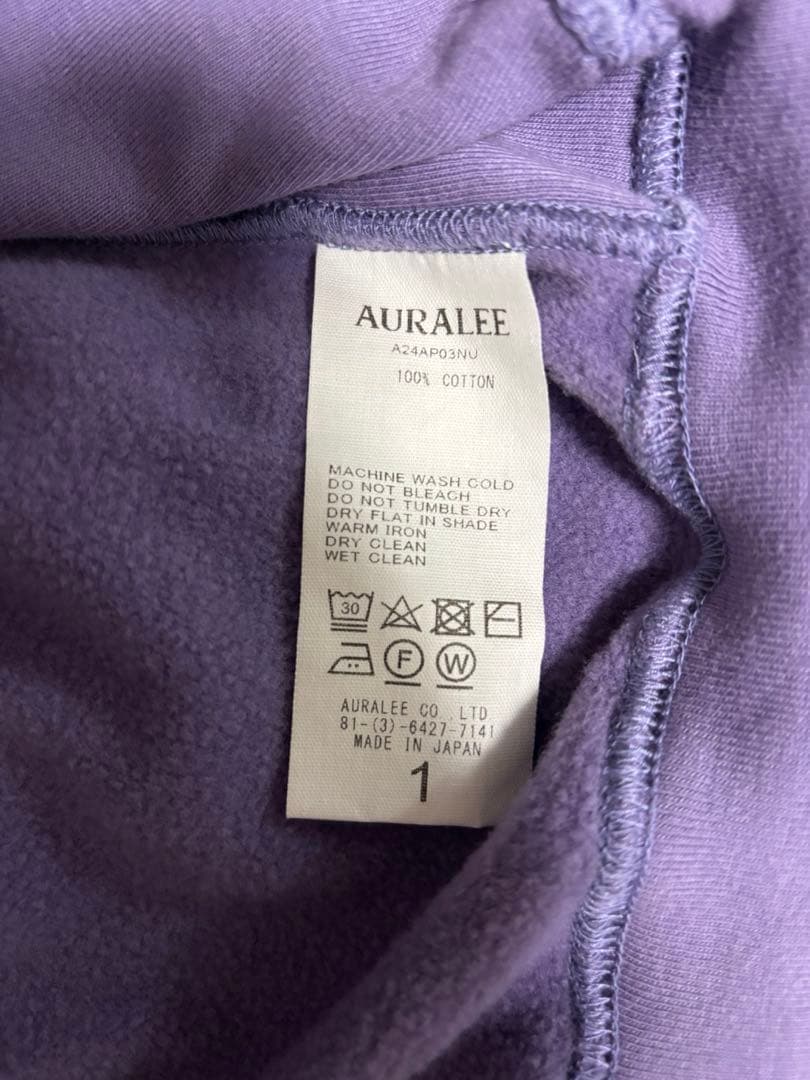 AURALEE
A24AP03NU
100% COTTON
MACHINE WASH COLD
DO NOT BLEACH
DO NOT TUMBLE DRY
DRY FLAT IN SHADE
WARM IRON
DRY CLEAN
WET CLEAN
30
F W
AURALEE CO.,LTD
81-(3)-6427-7141
MADE IN JAPAN
1